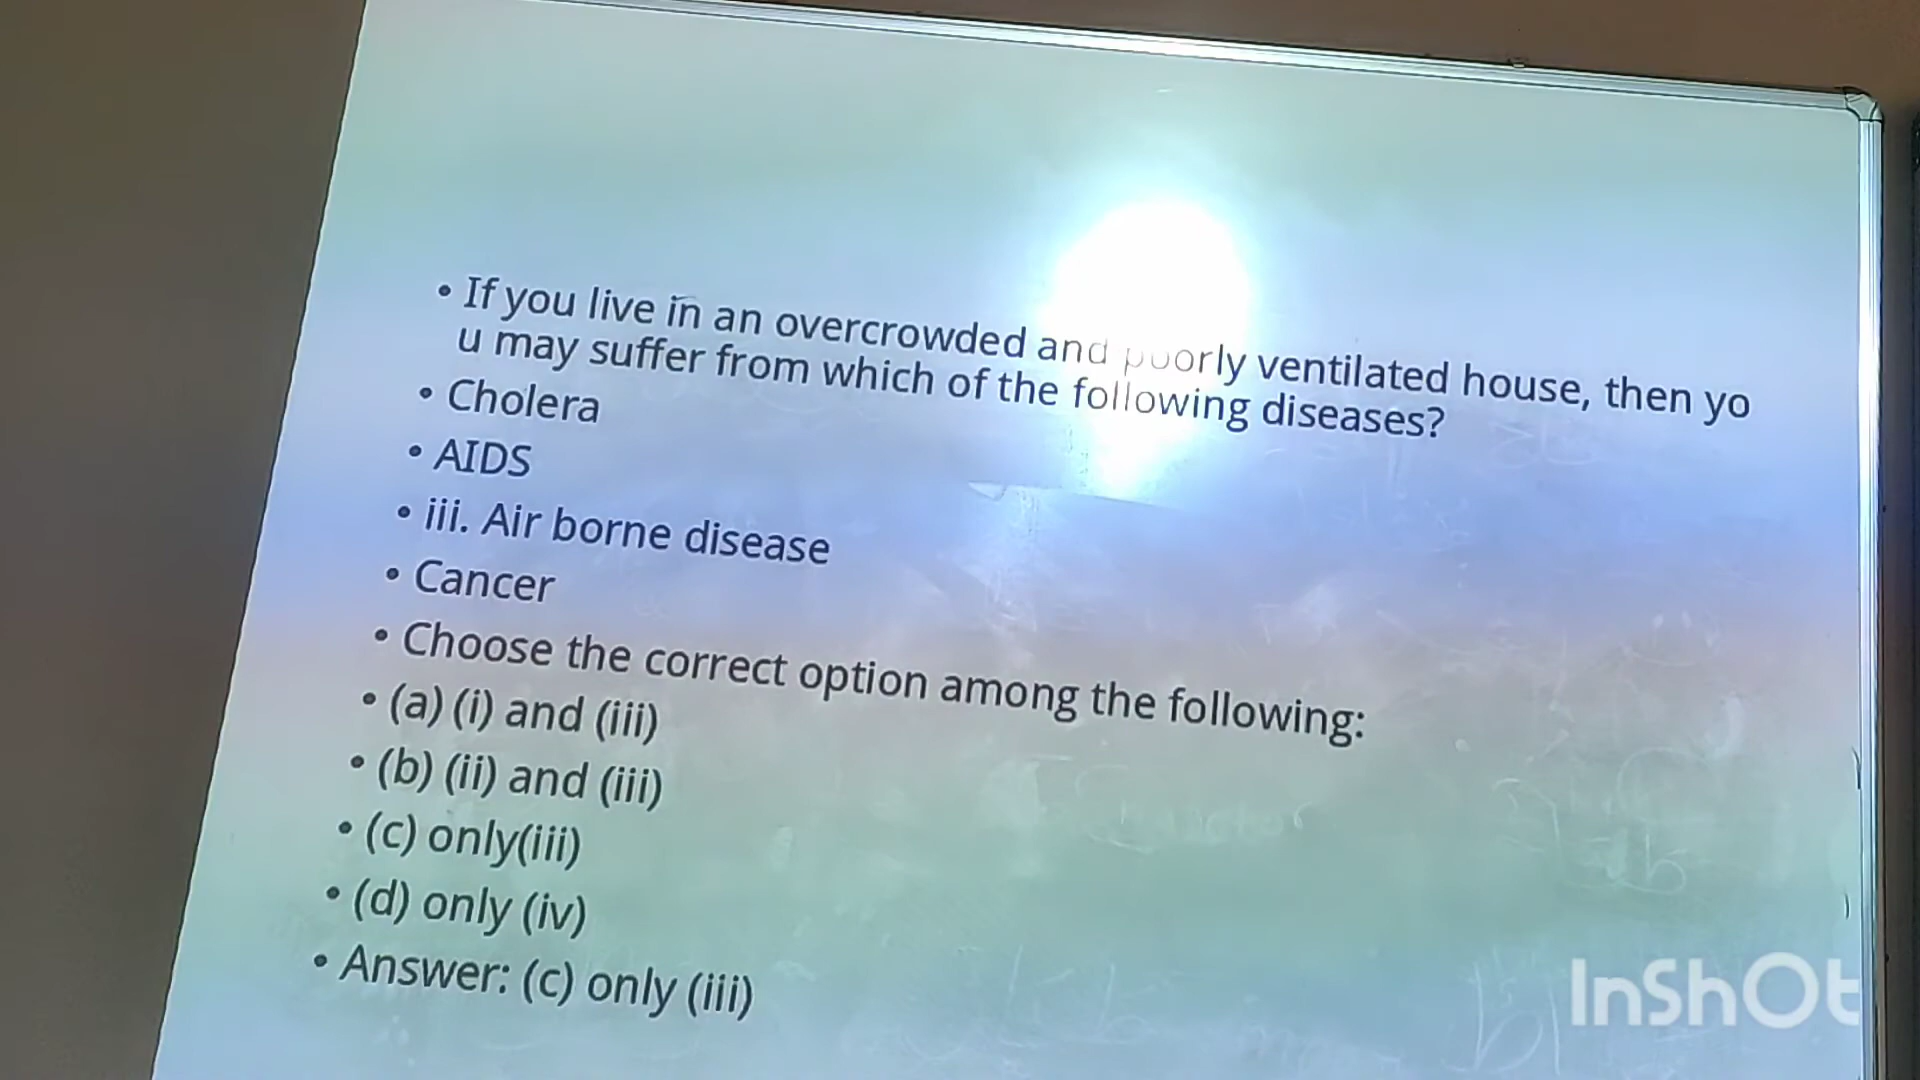 • If you live in an overcrowded and poorly ventilated house, then yo
u may suffer from which of the following diseases?
• Cholera
• AIDS
• iii. Air borne disease
• Cancer
• Choose the correct option among the following:
• (a) (i) and (iii)
• (b) (ii) and (iii)
• (c) only(iii)
• (d) only (iv)
• Answer: (c) only (iii)
InShOt